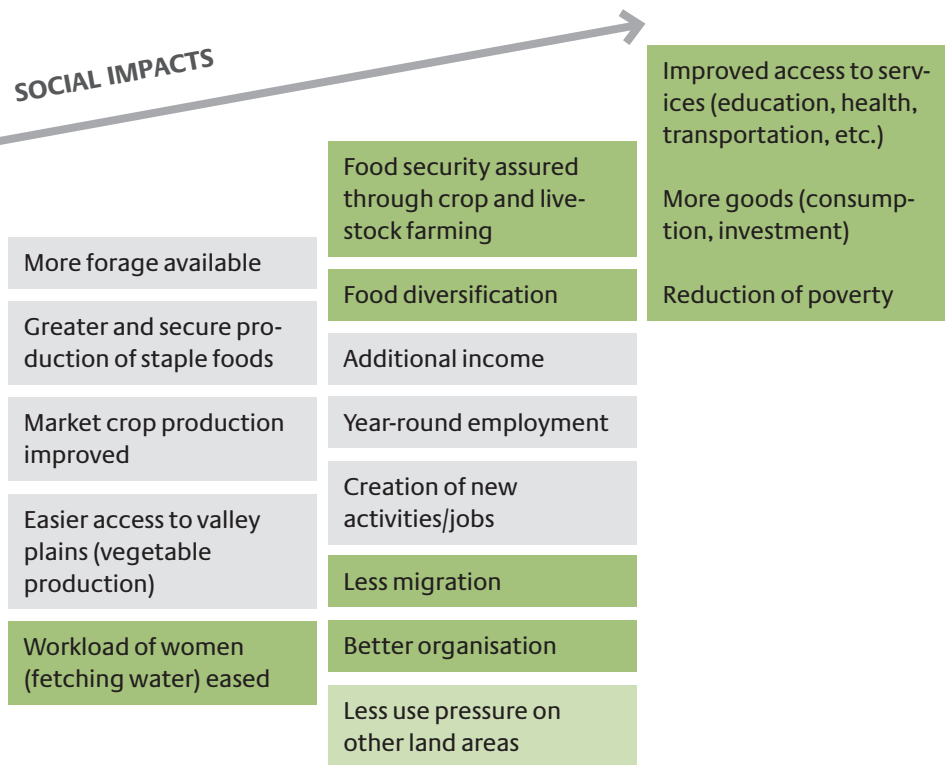 SOCIAL IMPACTS
More forage available
Greater and secure pro-
duction of staple foods
Market crop production
improved
Easier access to valley
plains (vegetable
production)
Workload of women
(fetching water) eased
Food security assured
through crop and live-
stock farming
Food diversification
Additional income
Year-round employment
Creation of new
activities/jobs
Less migration
Better organisation
Less use pressure on
other land areas
Improved access to serv-
ices (education, health,
transportation, etc.)
More goods (consump-
tion, investment)
Reduction of poverty